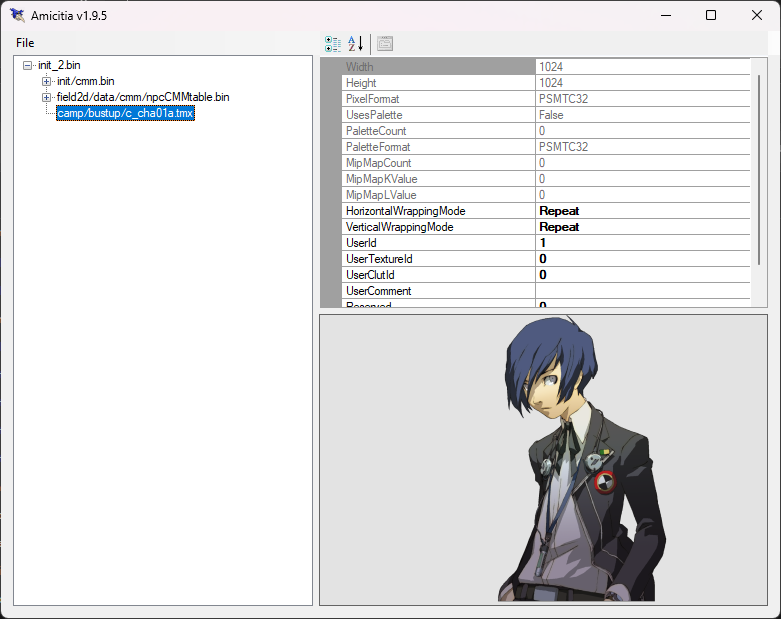 Amicitia v1.9.5
File
init_2.bin
init/cmm.bin
field2d/data/cmm/npcCMMtable.bin
camp/bustup/c_cha01a.tmx
A
Z
Width 1024
Height 1024
PixelFormat PSMTC32
UsesPalette False
PaletteCount 0
PaletteFormat PSMTC32
MipMapCount 0
MipMapKValue 0
MipMapLValue 0
HorizontalWrappingMode Repeat
VerticalWrappingMode Repeat
UserId 1
UserTextureId 0
UserClutId 0
UserComment
Reserved 0